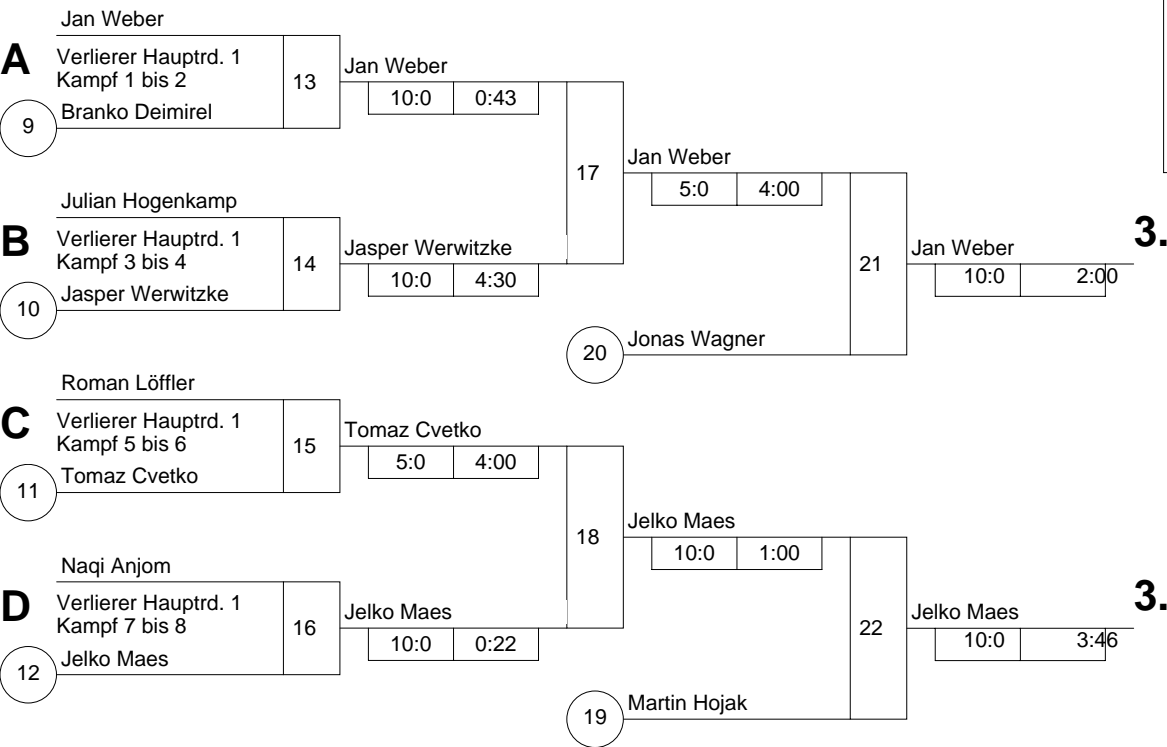 Jan Weber
A
Verlierer Hauptrd. 1
Kampf 1 bis 2
13
Jan Weber
10:0 0:43
9
Branko Deimirel
17
Jan Weber
5:0 4:00
Julian Hogenkamp
B
Verlierer Hauptrd. 1
Kampf 3 bis 4
14
Jasper Werwitzke
10:0 4:30
10
Jasper Werwitzke
21
Jan Weber
10:0 2:00
3.
20
Jonas Wagner
Roman Löffler
C
Verlierer Hauptrd. 1
Kampf 5 bis 6
15
Tomaz Cvetko
5:0 4:00
11
Tomaz Cvetko
18
Jelko Maes
10:0 1:00
Naqi Anjom
D
Verlierer Hauptrd. 1
Kampf 7 bis 8
16
Jelko Maes
10:0 0:22
12
Jelko Maes
22
Jelko Maes
10:0 3:46
3.
19
Martin Hojak